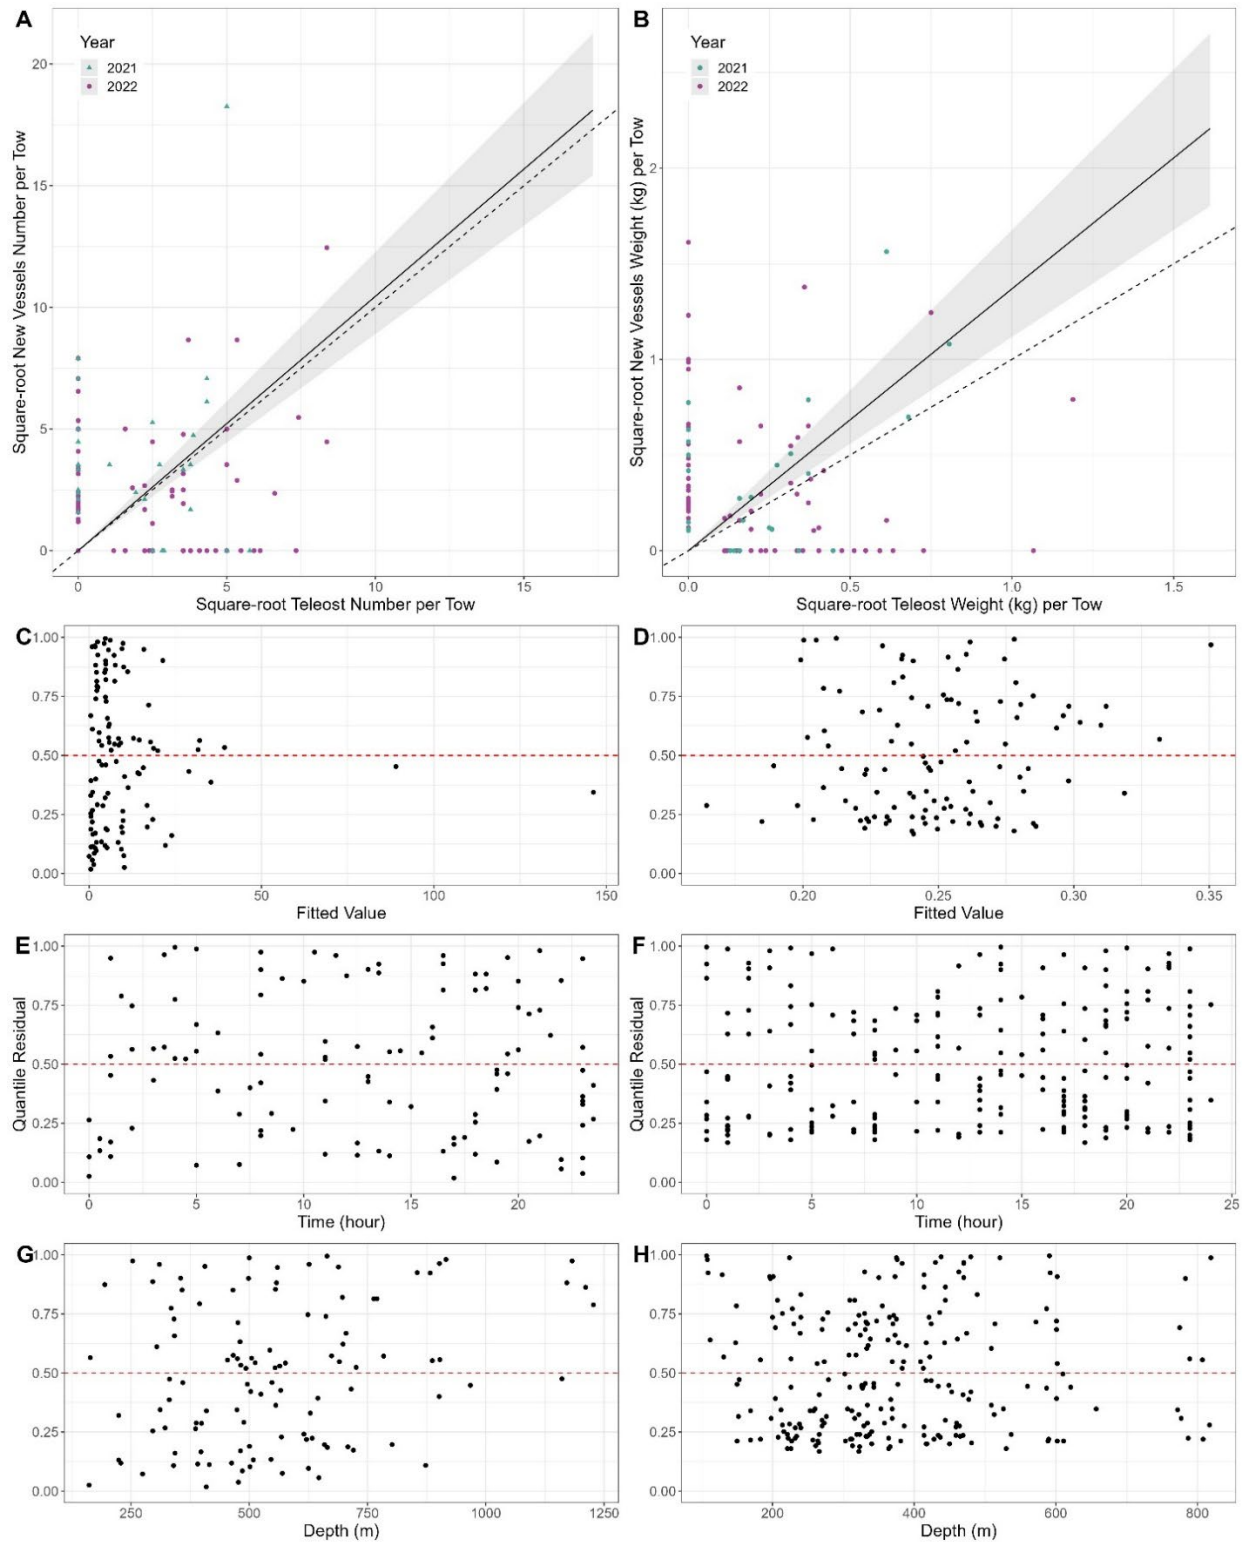 A
Year
2021
2022
Square-root New Vessels Number per Tow
20
15
10
5
0
0 5 10 15
Square-root Teleost Number per Tow
B
Year
2021
2022
Square-root New Vessels Weight (kg) per Tow
2
1
0
0.0 0.5 1.0 1.5
Square-root Teleost Weight (kg) per Tow
C
1.00
0.75
0.50
0.25
0.00
0 50 100 150
Fitted Value
D
1.00
0.75
0.50
0.25
0.00
0.20 0.25 0.30 0.35
Fitted Value
E
Quantile Residual
1.00
0.75
0.50
0.25
0.00
0 5 10 15 20
Time (hour)
F
Quantile Residual
1.00
0.75
0.50
0.25
0.00
0 5 10 15 20 25
Time (hour)
G
1.00
0.75
0.50
0.25
0.00
250 500 750 1000 1250
Depth (m)
H
1.00
0.75
0.50
0.25
0.00
200 400 600 800
Depth (m)